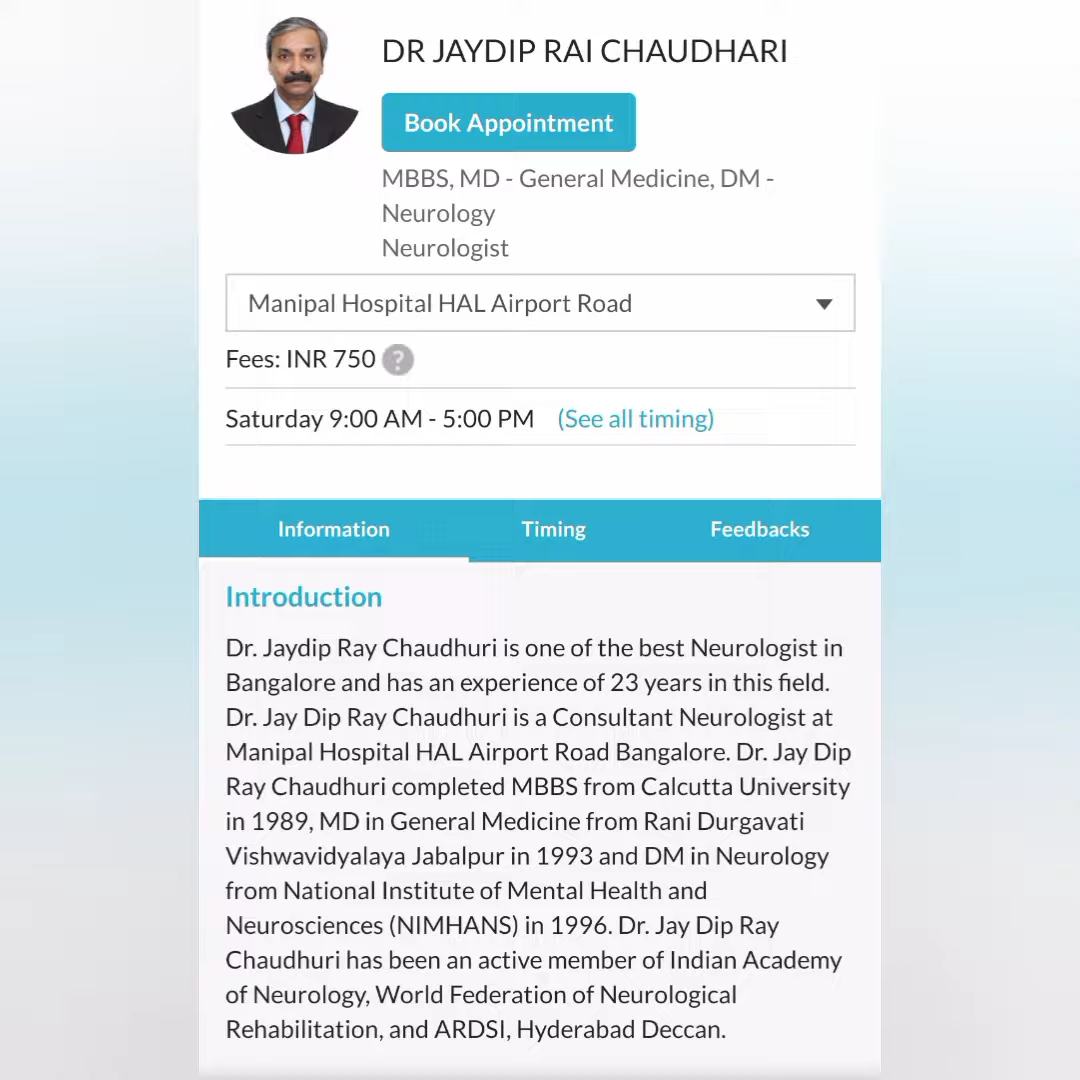 DR JAYDIP RAI CHAUDHARI
Book Appointment
MBBS, MD - General Medicine, DM -
Neurology
Neurologist
Manipal Hospital HAL Airport Road
Fees: INR 750 ?
Saturday 9:00 AM - 5:00 PM (See all timing)
Information Timing Feedbacks
Introduction
Dr. Jaydip Ray Chaudhuri is one of the best Neurologist in
Bangalore and has an experience of 23 years in this field.
Dr. Jay Dip Ray Chaudhuri is a Consultant Neurologist at
Manipal Hospital HAL Airport Road Bangalore. Dr. Jay Dip
Ray Chaudhuri completed MBBS from Calcutta University
in 1989, MD in General Medicine from Rani Durgavati
Vishwavidyalaya Jabalpur in 1993 and DM in Neurology
from National Institute of Mental Health and
Neurosciences (NIMHANS) in 1996. Dr. Jay Dip Ray
Chaudhuri has been an active member of Indian Academy
of Neurology, World Federation of Neurological
Rehabilitation, and ARDSI, Hyderabad Deccan.